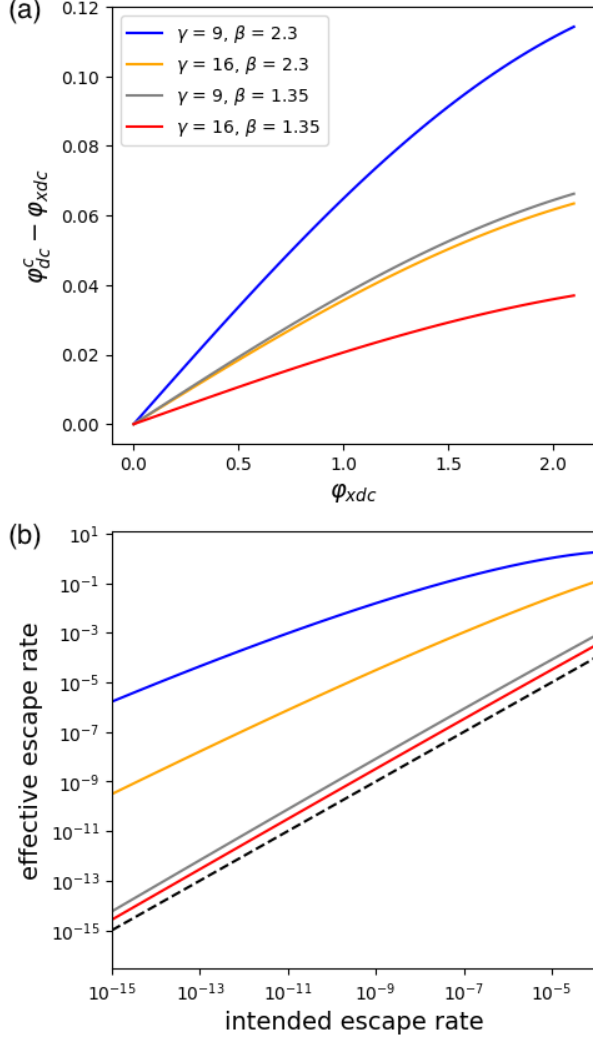 (a)
0.12
0.10
0.08
0.06
0.04
0.02
0.00
φ^c_dc − φ_xdc
γ = 9, β = 2.3
γ = 16, β = 2.3
γ = 9, β = 1.35
γ = 16, β = 1.35
0.0 0.5 1.0 1.5 2.0
φ_xdc
(b)
10^1
10^-1
10^-3
10^-5
10^-7
10^-9
10^-11
10^-13
10^-15
effective escape rate
10^-15 10^-13 10^-11 10^-9 10^-7 10^-5
intended escape rate